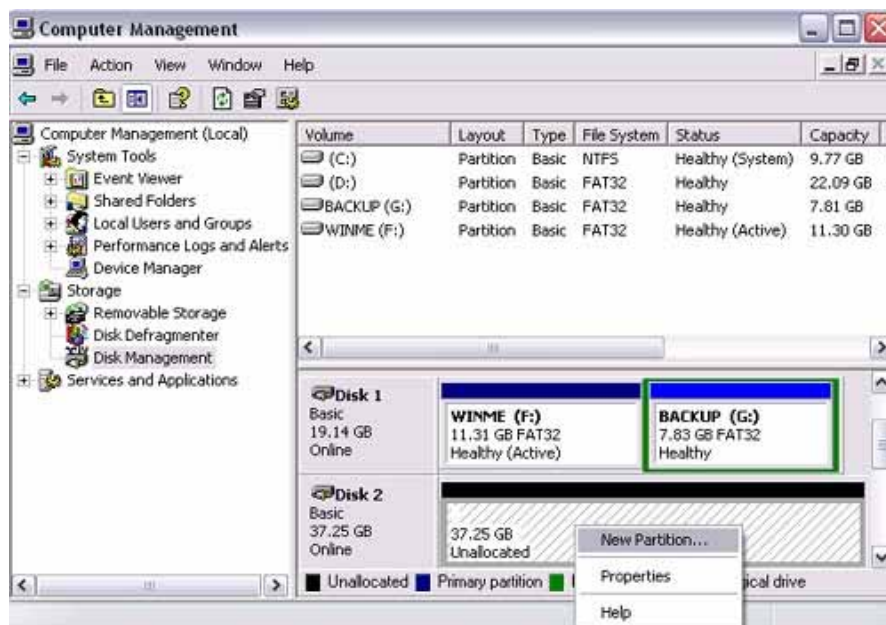 Computer Management
File Action View Window Help
Computer Management (Local)
System Tools
Event Viewer
Shared Folders
Local Users and Groups
Performance Logs and Alerts
Device Manager
Storage
Removable Storage
Disk Defragmenter
Disk Management
Services and Applications
Volume Layout Type File System Status Capacity
(C:) Partition Basic NTFS Healthy (System) 9.77 GB
(D:) Partition Basic FAT32 Healthy 22.09 GB
BACKUP (G:) Partition Basic FAT32 Healthy 7.81 GB
WINME (F:) Partition Basic FAT32 Healthy (Active) 11.30 GB
Disk 1
Basic
19.14 GB
Online
WINME (F:)
11.31 GB FAT32
Healthy (Active)
BACKUP (G:)
7.83 GB FAT32
Healthy
Disk 2
Basic
37.25 GB
Online
37.25 GB
Unallocated
New Partition...
Properties
Help
Unallocated Primary partition ical drive